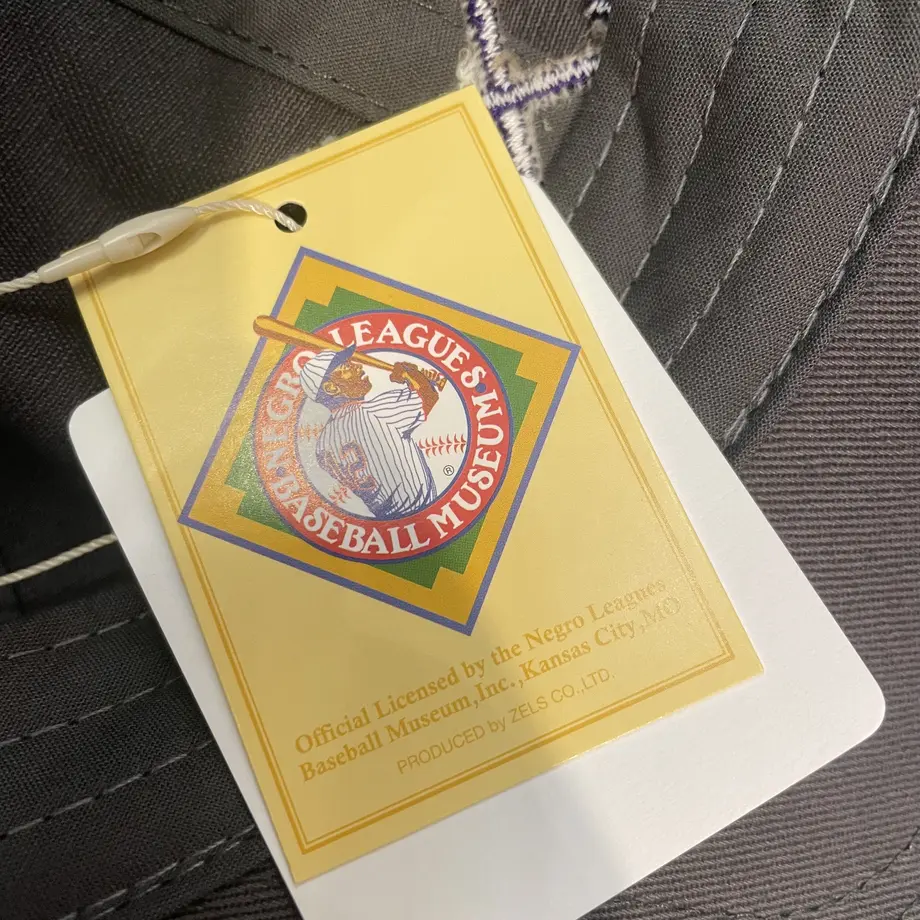 NEGRO LEAGUES
BASEBALL MUSEUM
®
Official Licensed by the Negro Leagues
Baseball Museum,Inc.,Kansas City,MO
PRODUCED by ZELS CO.,LTD.